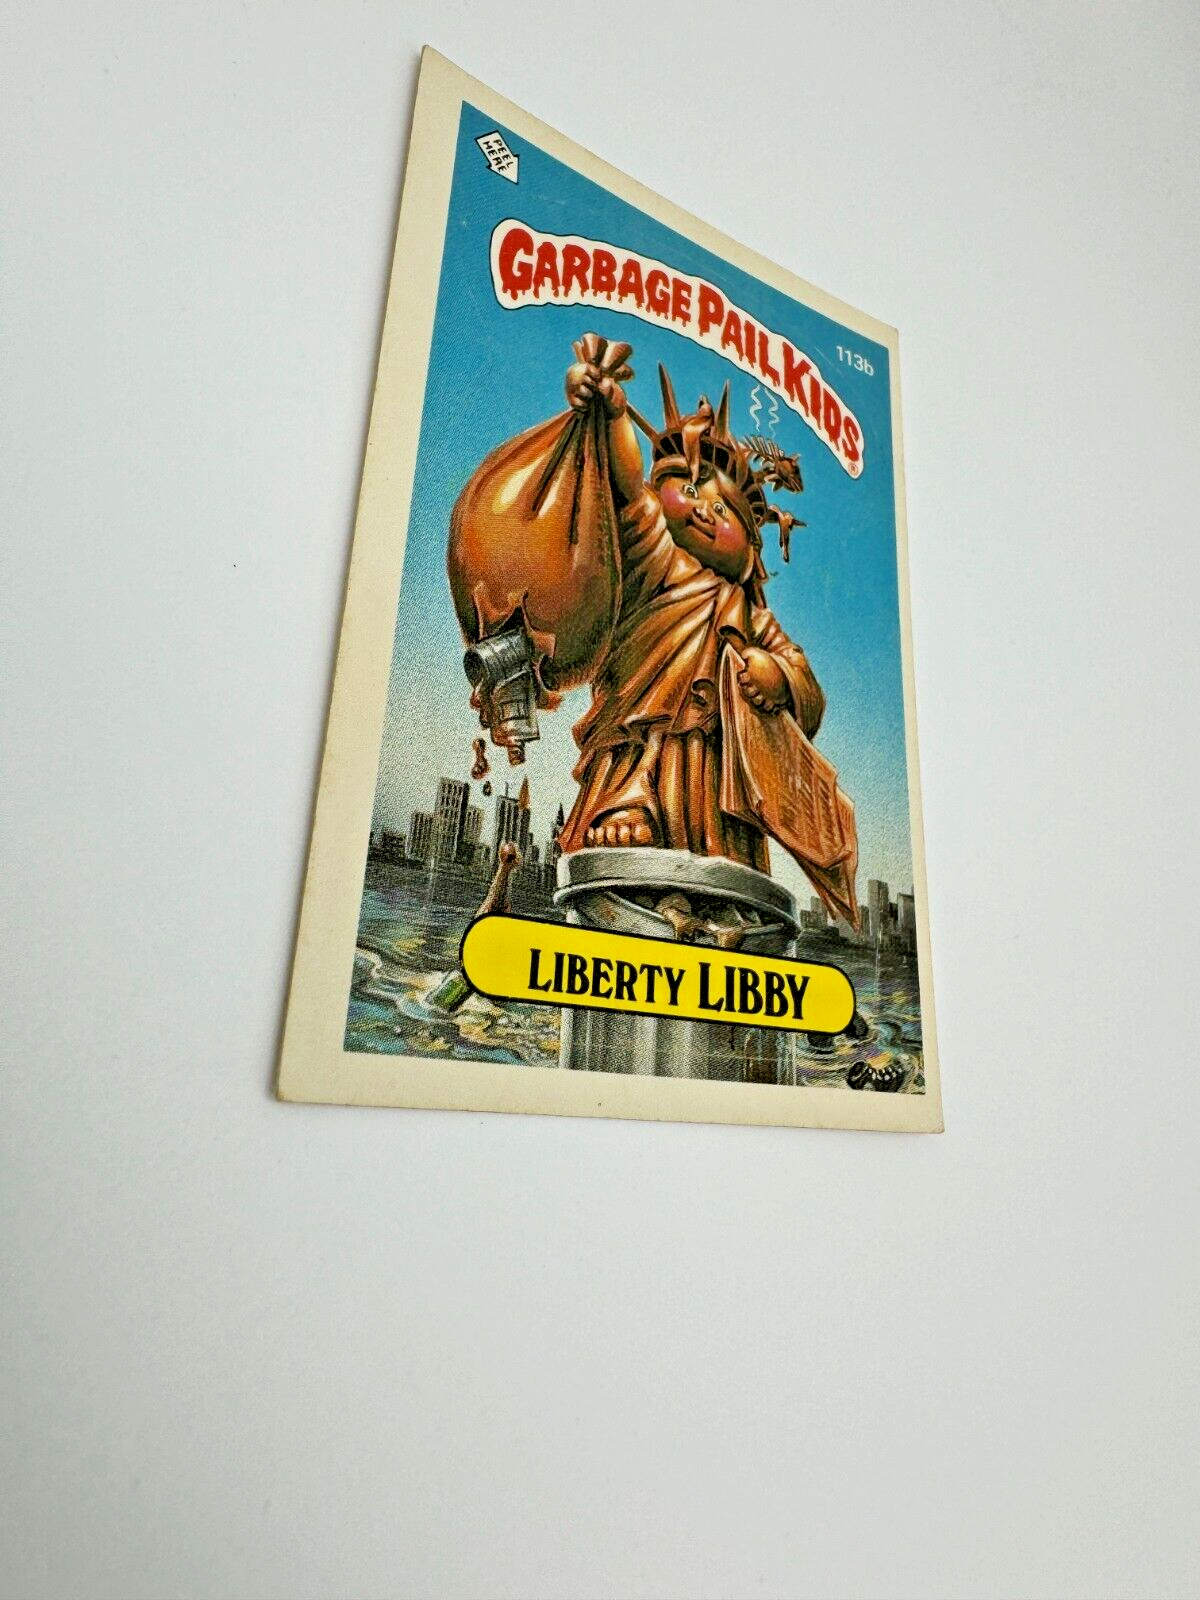 PEEL
HERE
GARBAGE PAIL KIDS®
113b
LIBERTY LIBBY